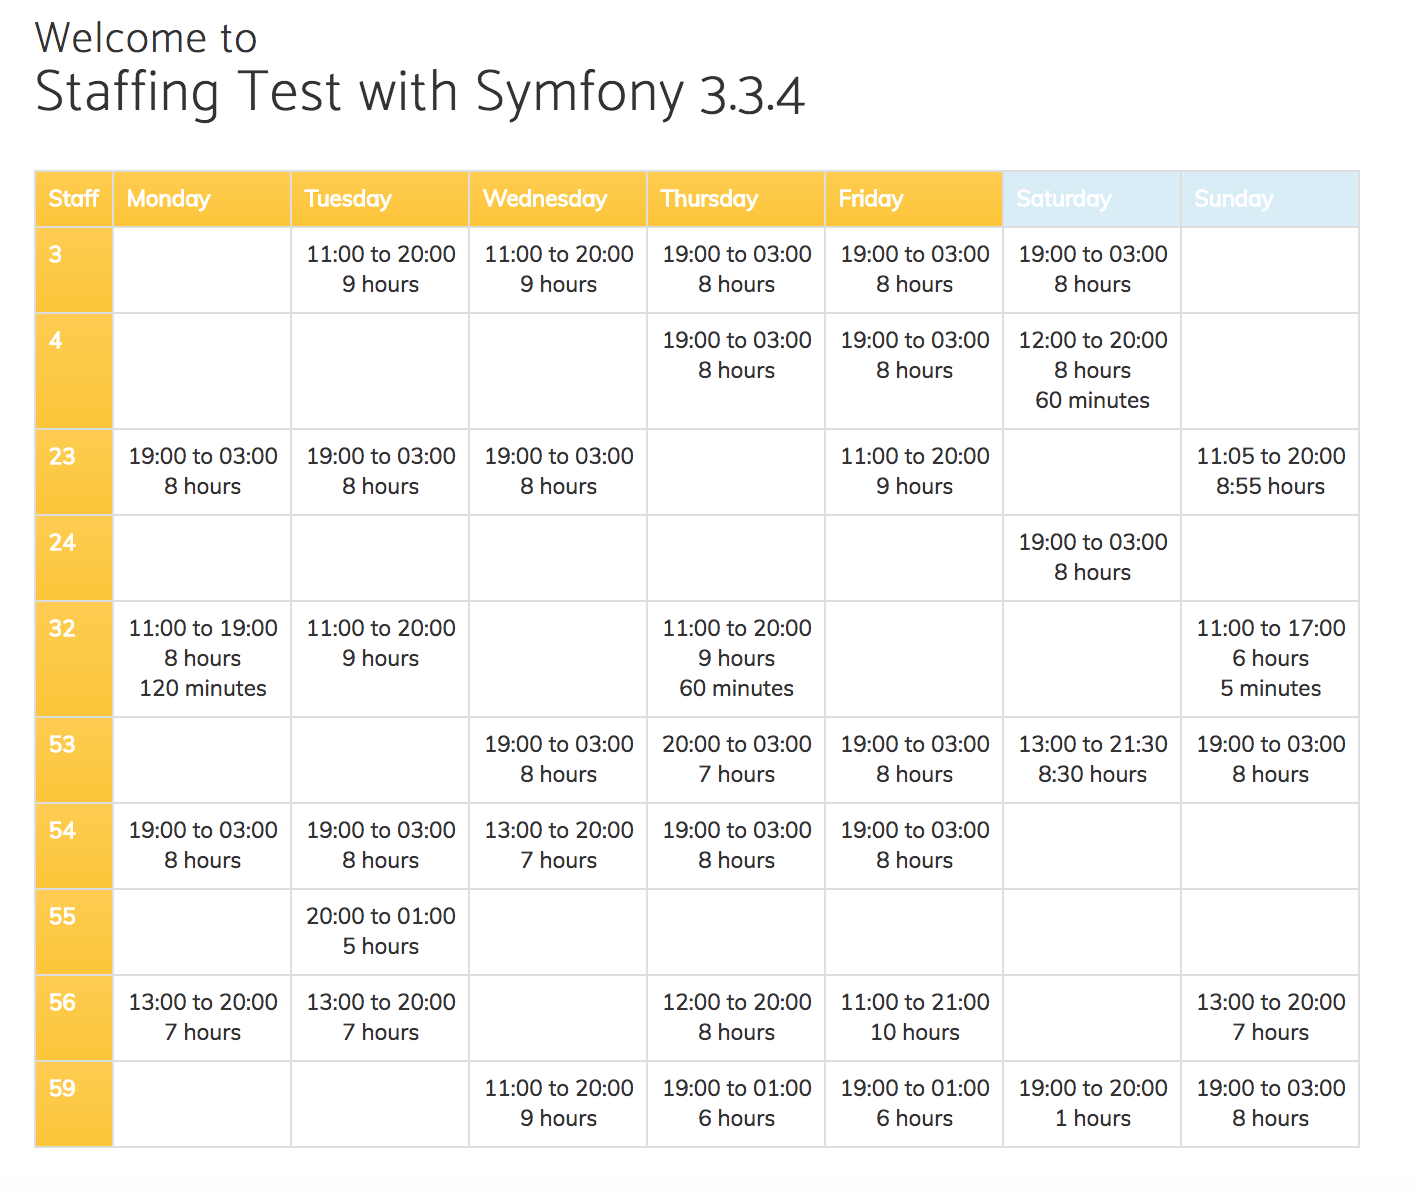 Welcome to
Staffing Test with Symfony 3.3.4
Staff Monday Tuesday Wednesday Thursday Friday Saturday Sunday
3
11:00 to 20:00
9 hours
11:00 to 20:00
9 hours
19:00 to 03:00
8 hours
19:00 to 03:00
8 hours
19:00 to 03:00
8 hours
4
19:00 to 03:00
8 hours
19:00 to 03:00
8 hours
12:00 to 20:00
8 hours
60 minutes
23
19:00 to 03:00
8 hours
19:00 to 03:00
8 hours
19:00 to 03:00
8 hours
11:00 to 20:00
9 hours
11:05 to 20:00
8:55 hours
24
19:00 to 03:00
8 hours
32
11:00 to 19:00
8 hours
120 minutes
11:00 to 20:00
9 hours
11:00 to 20:00
9 hours
60 minutes
11:00 to 17:00
6 hours
5 minutes
53
19:00 to 03:00
8 hours
20:00 to 03:00
7 hours
19:00 to 03:00
8 hours
13:00 to 21:30
8:30 hours
19:00 to 03:00
8 hours
54
19:00 to 03:00
8 hours
19:00 to 03:00
8 hours
13:00 to 20:00
7 hours
19:00 to 03:00
8 hours
19:00 to 03:00
8 hours
55
20:00 to 01:00
5 hours
56
13:00 to 20:00
7 hours
13:00 to 20:00
7 hours
12:00 to 20:00
8 hours
11:00 to 21:00
10 hours
13:00 to 20:00
7 hours
59
11:00 to 20:00
9 hours
19:00 to 01:00
6 hours
19:00 to 01:00
6 hours
19:00 to 20:00
1 hours
19:00 to 03:00
8 hours